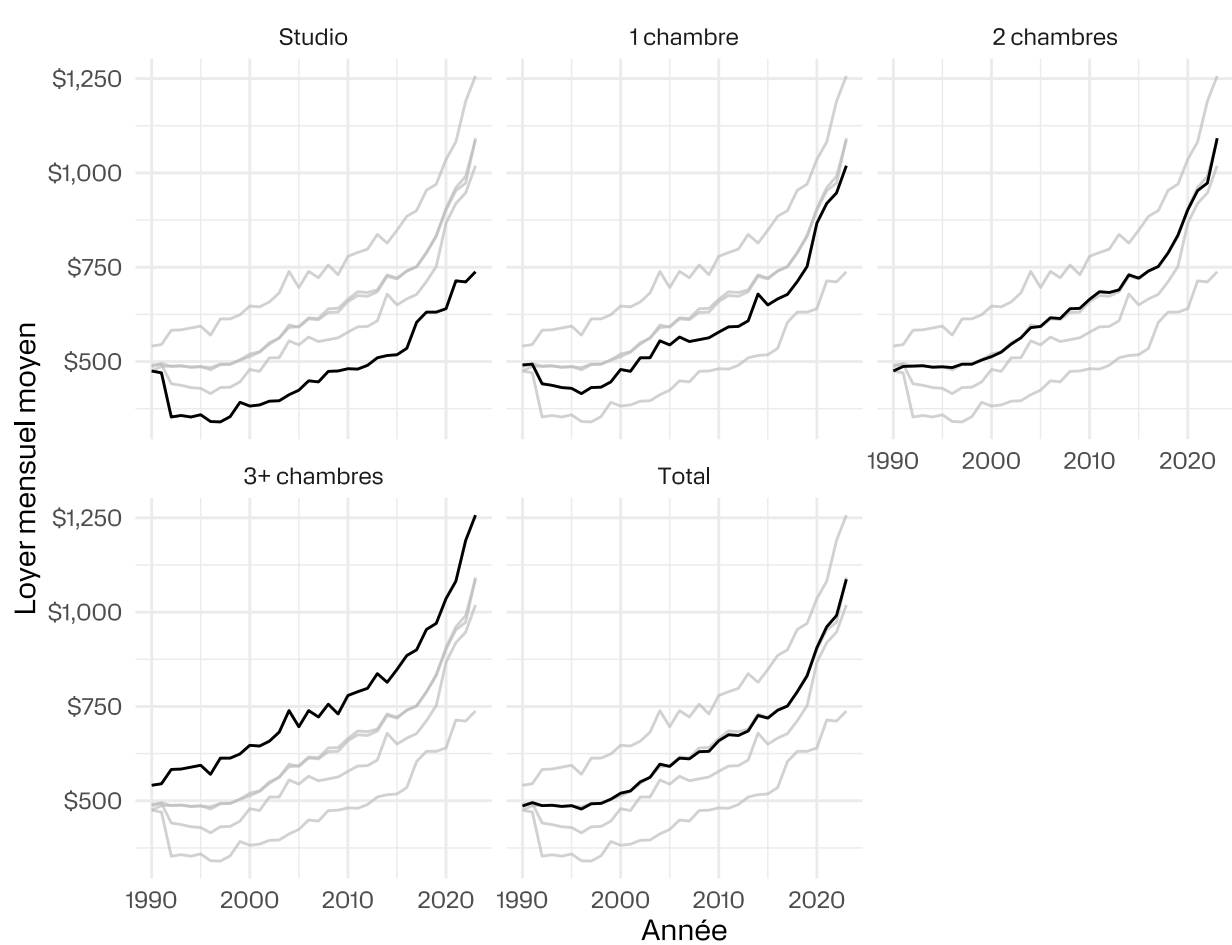 Studio
1 chambre
2 chambres
$1,250
$1,000
$750
$500
1990 2000 2010 2020
3+ chambres
Total
$1,250
$1,000
$750
$500
1990 2000 2010 2020
1990 2000 2010 2020
Loyer mensuel moyen
Année